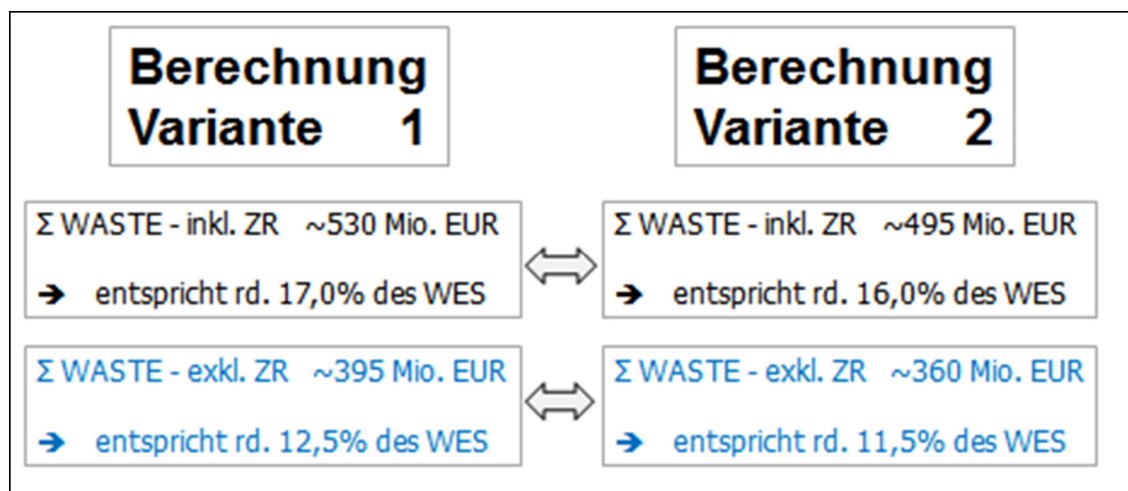 Berechnung
Variante 1
Berechnung
Variante 2
Σ WASTE - inkl. ZR ~530 Mio. EUR
➔ entspricht rd. 17,0% des WES
Σ WASTE - inkl. ZR ~495 Mio. EUR
➔ entspricht rd. 16,0% des WES
Σ WASTE - exkl. ZR ~395 Mio. EUR
➔ entspricht rd. 12,5% des WES
Σ WASTE - exkl. ZR ~360 Mio. EUR
➔ entspricht rd. 11,5% des WES